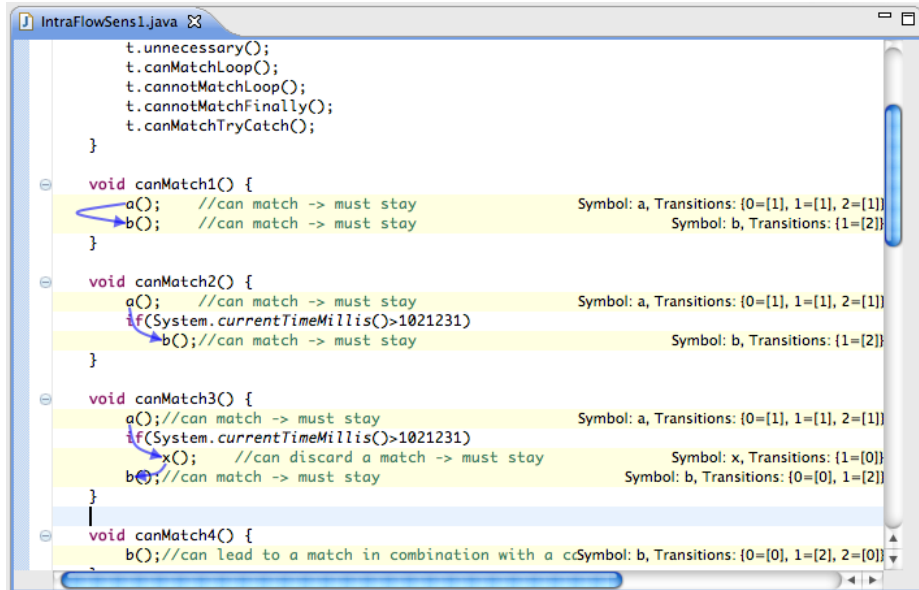 IntraFlowSens1.java
t.unnecessary();
t.canMatchLoop();
t.cannotMatchLoop();
t.cannotMatchFinally();
t.canMatchTryCatch();
}
void canMatch1() {
a(); //can match -> must stay Symbol: a, Transitions: {0=[1], 1=[1], 2=[1]}
b(); //can match -> must stay Symbol: b, Transitions: {1=[2]}
}
void canMatch2() {
a(); //can match -> must stay Symbol: a, Transitions: {0=[1], 1=[1], 2=[1]}
if(System.currentTimeMillis()>1021231)
b();//can match -> must stay Symbol: b, Transitions: {1=[2]}
}
void canMatch3() {
a();//can match -> must stay Symbol: a, Transitions: {0=[1], 1=[1], 2=[1]}
if(System.currentTimeMillis()>1021231)
x(); //can discard a match -> must stay Symbol: x, Transitions: {1=[0]}
b();//can match -> must stay Symbol: b, Transitions: {0=[0], 1=[2]}
}
void canMatch4() {
b();//can lead to a match in combination with a Symbol: b, Transitions: {0=[0], 1=[2], 2=[0]}